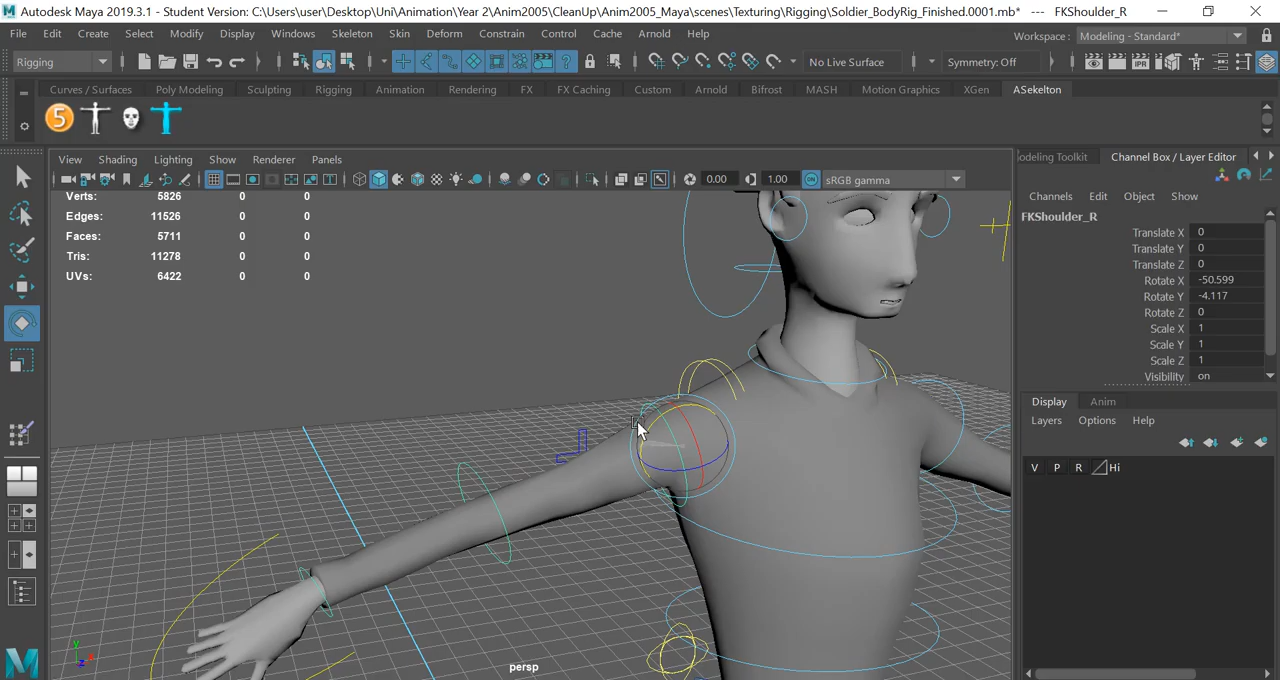 Autodesk Maya 2019.3.1 - Student Version: C:\Users\user\Desktop\Uni\Animation\Year 2\Anim2005\CleanUp\Anim2005_Maya\scenes\Texturing\Rigging\Soldier_BodyRig_Finished.0001.mb* --- FKShoulder_R
File Edit Create Select Modify Display Windows Skeleton Skin Deform Constrain Control Cache Arnold Help Workspace : Modeling - Standard*
Rigging No Live Surface Symmetry: Off
Curves / Surfaces Poly Modeling Sculpting Rigging Animation Rendering FX FX Caching Custom Arnold Bifrost MASH Motion Graphics XGen ASekelton
5
View Shading Lighting Show Renderer Panels
0.00 1.00 ON sRGB gamma
Verts: 5826 0 0
Edges: 11526 0 0
Faces: 5711 0 0
Tris: 11278 0 0
UVs: 6422 0 0
odeling Toolkit Channel Box / Layer Editor
Channels Edit Object Show
FKShoulder_R
Translate X 0
Translate Y 0
Translate Z 0
Rotate X -50.599
Rotate Y -4.117
Rotate Z 0
Scale X 1
Scale Y 1
Scale Z 1
Visibility on
Display Anim
Layers Options Help
V P R Hi
y x z
persp
M